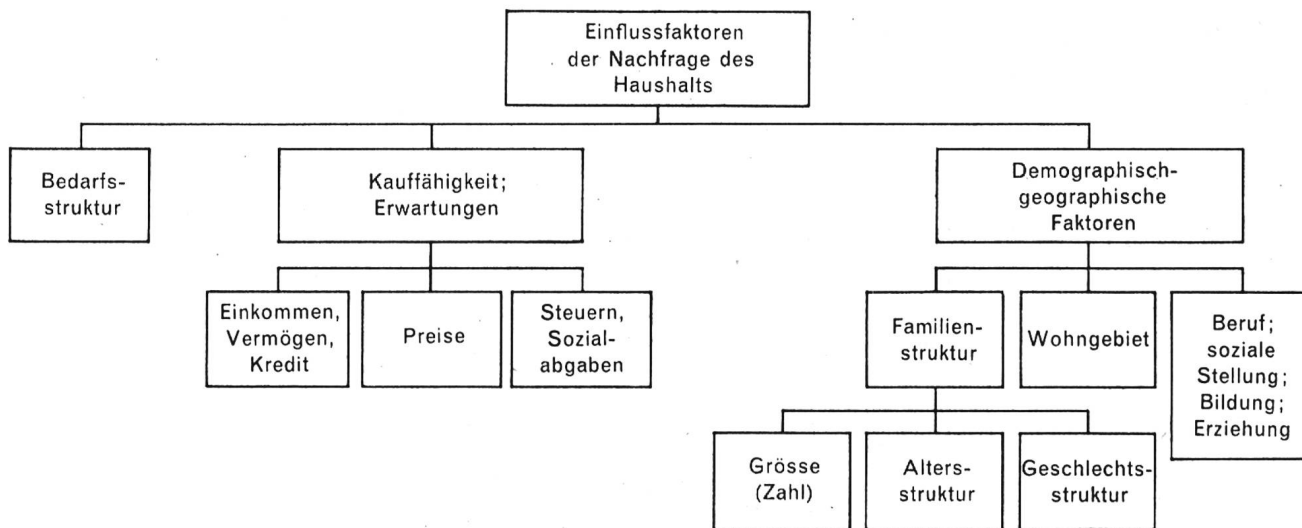 Einflussfaktoren
der Nachfrage des
Haushalts
Bedarfs-
struktur
Kauffähigkeit;
Erwartungen
Demographisch-
geographische
Faktoren
Einkommen,
Vermögen,
Kredit
Preise
Steuern,
Sozial-
abgaben
Familien-
struktur
Wohngebiet
Beruf;
soziale
Stellung;
Bildung;
Erziehung
Grösse
(Zahl)
Alters-
struktur
Geschlechts-
struktur